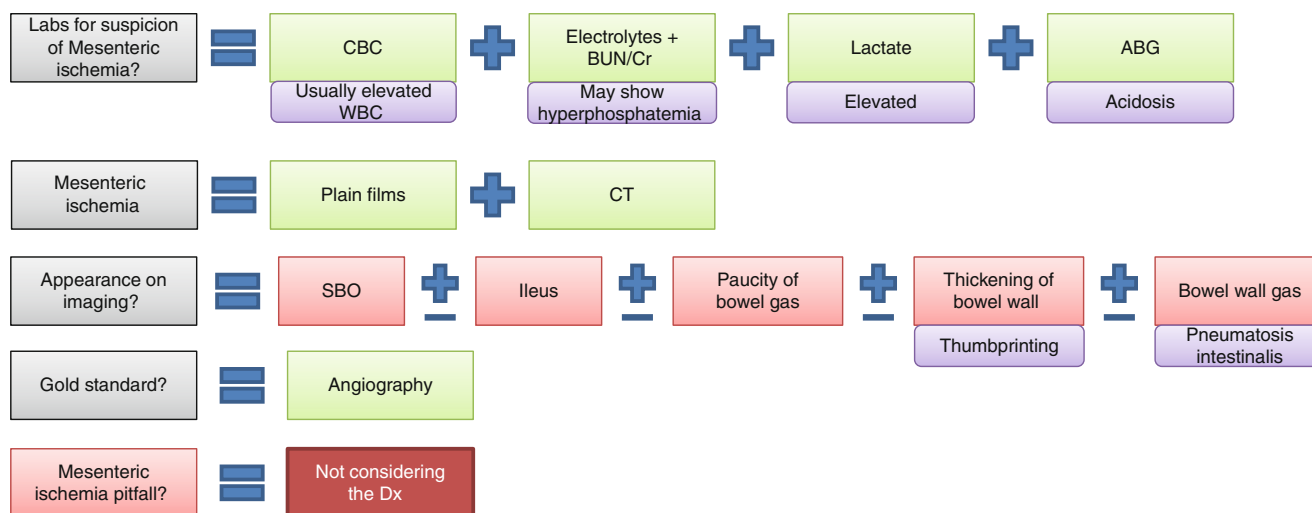 Labs for suspicion
of Mesenteric
ischemia?
CBC
Usually elevated
WBC
Electrolytes +
BUN/Cr
May show
hyperphosphatemia
Lactate
Elevated
ABG
Acidosis
Mesenteric
ischemia
Plain films
CT
Appearance on
imaging?
SBO
Ileus
Paucity of
bowel gas
Thickening of
bowel wall
Thumbprinting
Bowel wall gas
Pneumatosis
intestinalis
Gold standard?
Angiography
Mesenteric
ischemia pitfall?
Not considering
the Dx